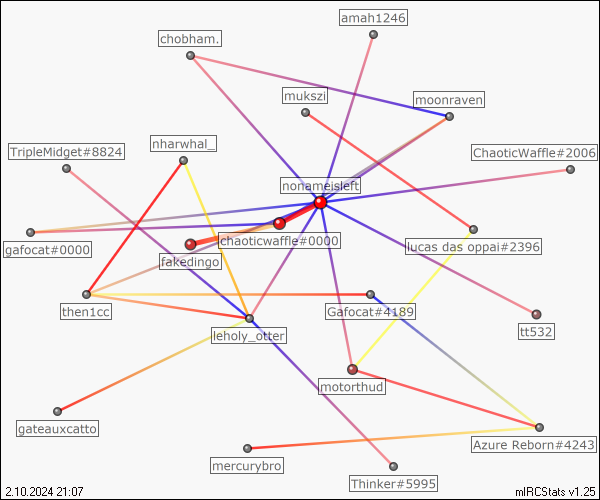 amah1246
chobham.
mukszi
moonraven
nharwhal_
TripleMidget#8824
ChaoticWaffle#2006
nonameisleft
chaoticwaffle#0000
gafocat#0000
lucas das oppai#2396
fakedingo
then1cc
Gafocat#4189
tt532
leholy_otter
motorthud
gateauxcatto
Azure Reborn#4243
mercurybro
Thinker#5995
2.10.2024 21:07
mIRCStats v1.25